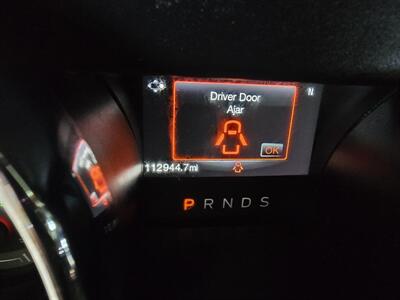 N
Driver Door
Ajar
OK
112944.7mi
P R N D S